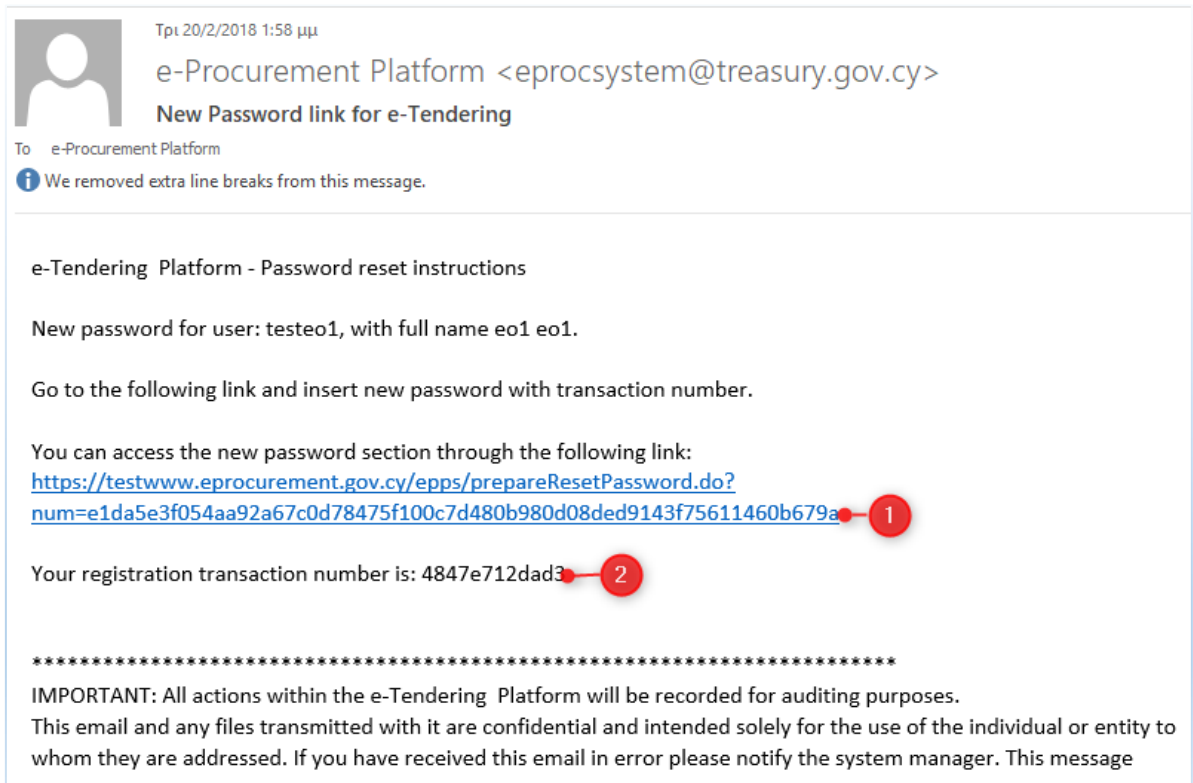 Τρι 20/2/2018 1:58 μμ
e-Procurement Platform <eprocsystem@treasury.gov.cy>
New Password link for e-Tendering
To e-Procurement Platform
i We removed extra line breaks from this message.
e-Tendering Platform - Password reset instructions
New password for user: testeo1, with full name eo1 eo1.
Go to the following link and insert new password with transaction number.
You can access the new password section through the following link:
https://testwww.eprocurement.gov.cy/epps/prepareResetPassword.do?
num=e1da5e3f054aa92a67c0d78475f100c7d480b980d08ded9143f75611460b679a 1
Your registration transaction number is: 4847e712dad3 2
*************************************************************************
IMPORTANT: All actions within the e-Tendering Platform will be recorded for auditing purposes.
This email and any files transmitted with it are confidential and intended solely for the use of the individual or entity to
whom they are addressed. If you have received this email in error please notify the system manager. This message